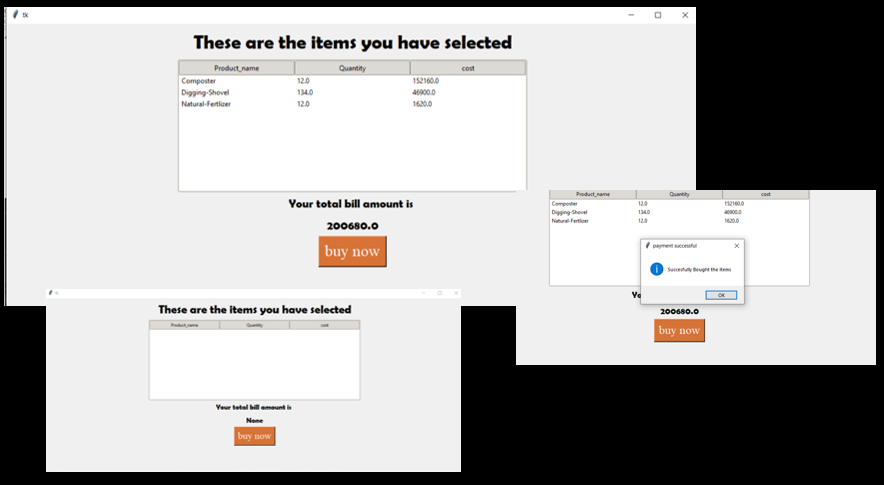 tk
These are the items you have selected
Product_name Quantity cost
Composter 12.0 152160.0
Digging-Shovel 134.0 46900.0
Natural-Fertlizer 12.0 1620.0
Your total bill amount is
200680.0
buy now
Product_name Quantity cost
Composter 12.0 152160.0
Digging-Shovel 134.0 46900.0
Natural-Fertlizer 12.0 1620.0
payment successful
Succesfully Bought the items
OK
Yo
200680.0
buy now
tk
These are the items you have selected
Product_name Quantity cost
Your total bill amount is
None
buy now